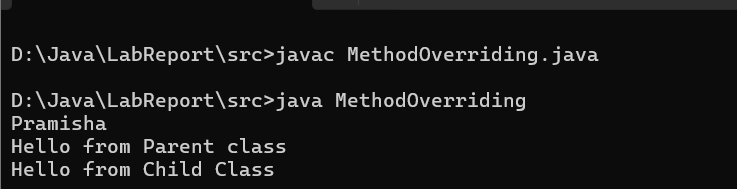 D:\Java\LabReport\src>javac MethodOverriding.java
D:\Java\LabReport\src>java MethodOverriding
Pramisha
Hello from Parent class
Hello from Child Class